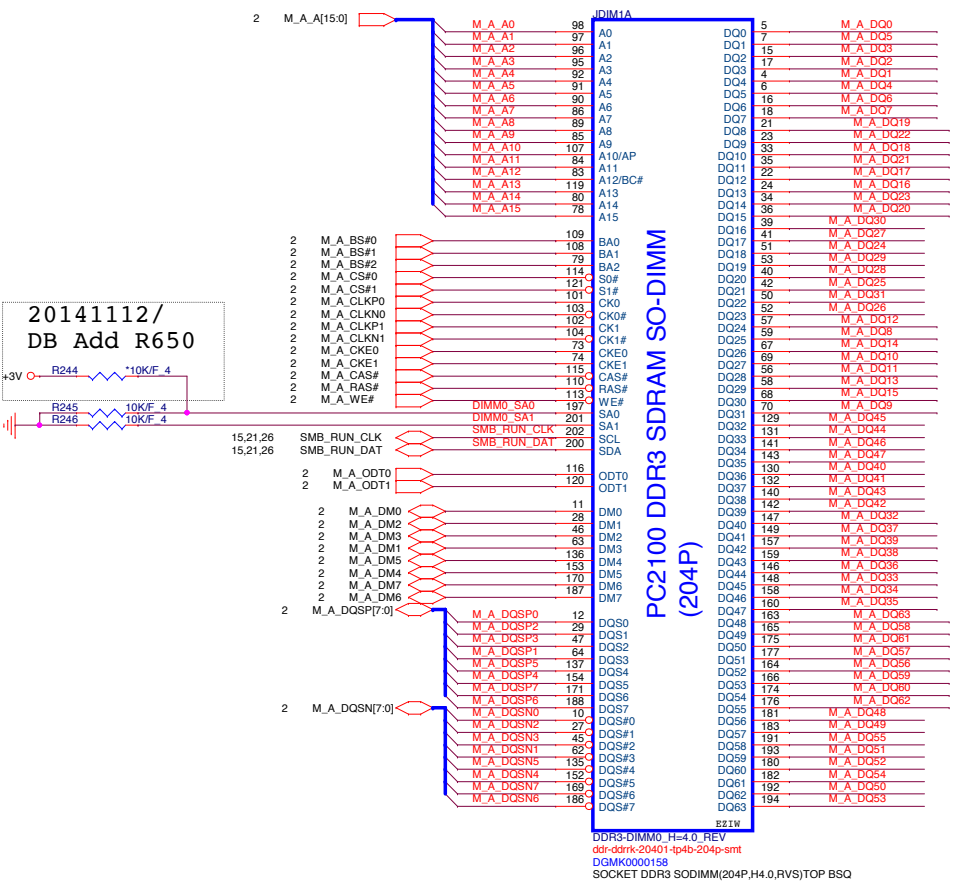 JDIM1A
2 M_A_A[15:0]
M_A_A0 98 A0 DQ0 5 M_A_DQ0
M_A_A1 97 A1 DQ1 7 M_A_DQ5
M_A_A2 96 A2 DQ2 15 M_A_DQ3
M_A_A3 95 A3 DQ3 17 M_A_DQ2
M_A_A4 92 A4 DQ4 4 M_A_DQ1
M_A_A5 91 A5 DQ5 6 M_A_DQ4
M_A_A6 90 A6 DQ6 16 M_A_DQ6
M_A_A7 86 A7 DQ7 18 M_A_DQ7
M_A_A8 89 A8 DQ8 21 M_A_DQ19
M_A_A9 85 A9 DQ9 23 M_A_DQ22
M_A_A10 107 A10/AP DQ10 33 M_A_DQ18
M_A_A11 84 A11 DQ11 35 M_A_DQ21
M_A_A12 83 A12/BC# DQ12 22 M_A_DQ17
M_A_A13 119 A13 DQ13 24 M_A_DQ16
M_A_A14 80 A14 DQ14 34 M_A_DQ23
M_A_A15 78 A15 DQ15 36 M_A_DQ20
DQ16 39 M_A_DQ30
2 M_A_BS#0 109 BA0 DQ17 41 M_A_DQ27
2 M_A_BS#1 108 BA1 DQ18 51 M_A_DQ24
2 M_A_BS#2 79 BA2 DQ19 53 M_A_DQ29
2 M_A_CS#0 114 S0# DQ20 40 M_A_DQ28
2 M_A_CS#1 121 S1# DQ21 42 M_A_DQ25
2 M_A_CLKP0 101 CK0 DQ22 50 M_A_DQ31
2 M_A_CLKN0 103 CK0# DQ23 52 M_A_DQ26
2 M_A_CLKP1 102 CK1 DQ24 57 M_A_DQ12
2 M_A_CLKN1 104 CK1# DQ25 59 M_A_DQ8
2 M_A_CKE0 73 CKE0 DQ26 67 M_A_DQ14
2 M_A_CKE1 74 CKE1 DQ27 69 M_A_DQ10
2 M_A_CAS# 115 CAS# DQ28 56 M_A_DQ11
2 M_A_RAS# 110 RAS# DQ29 58 M_A_DQ13
2 M_A_WE# 113 WE# DQ30 68 M_A_DQ15
20141112/
DB Add R650
+3V R244 *10K/F_4
R245 10K/F_4
R246 10K/F_4
DIMM0_SA0 197 SA0 DQ31 70 M_A_DQ9
DIMM0_SA1 201 SA1 DQ32 129 M_A_DQ45
15,21,26 SMB_RUN_CLK SMB_RUN_CLK 202 SCL DQ33 131 M_A_DQ44
15,21,26 SMB_RUN_DAT SMB_RUN_DAT 200 SDA DQ34 141 M_A_DQ46
DQ35 143 M_A_DQ47
2 M_A_ODT0 116 ODT0 DQ36 130 M_A_DQ40
2 M_A_ODT1 120 ODT1 DQ37 132 M_A_DQ41
DQ38 140 M_A_DQ43
2 M_A_DM0 11 DM0 DQ39 142 M_A_DQ42
2 M_A_DM2 28 DM1 DQ40 147 M_A_DQ32
2 M_A_DM3 46 DM2 DQ41 149 M_A_DQ37
2 M_A_DM1 63 DM3 DQ42 157 M_A_DQ39
2 M_A_DM5 136 DM4 DQ43 159 M_A_DQ38
2 M_A_DM4 153 DM5 DQ44 146 M_A_DQ36
2 M_A_DM7 170 DM6 DQ45 148 M_A_DQ33
2 M_A_DM6 187 DM7 DQ46 158 M_A_DQ34
2 M_A_DQSP[7:0] DQ47 160 M_A_DQ35
M_A_DQSP0 12 DQS0 DQ48 163 M_A_DQ63
M_A_DQSP2 29 DQS1 DQ49 165 M_A_DQ58
M_A_DQSP3 47 DQS2 DQ50 175 M_A_DQ61
M_A_DQSP1 64 DQS3 DQ51 177 M_A_DQ57
M_A_DQSP5 137 DQS4 DQ52 164 M_A_DQ56
M_A_DQSP4 154 DQS5 DQ53 166 M_A_DQ59
M_A_DQSP7 171 DQS6 DQ54 174 M_A_DQ60
M_A_DQSP6 188 DQS7 DQ55 176 M_A_DQ62
2 M_A_DQSN[7:0]
M_A_DQSN0 10 DQS#0 DQ56 181 M_A_DQ48
M_A_DQSN2 27 DQS#1 DQ57 183 M_A_DQ49
M_A_DQSN3 45 DQS#2 DQ58 191 M_A_DQ55
M_A_DQSN1 62 DQS#3 DQ59 193 M_A_DQ51
M_A_DQSN5 135 DQS#4 DQ60 180 M_A_DQ52
M_A_DQSN4 152 DQS#5 DQ61 182 M_A_DQ54
M_A_DQSN7 169 DQS#6 DQ62 192 M_A_DQ50
M_A_DQSN6 186 DQS#7 DQ63 194 M_A_DQ53
PC2100 DDR3 SDRAM SO-DIMM
(204P)
EZIW
DDR3-DIMM0_H=4.0_REV
ddr-ddrrk-20401-tp4b-204p-smt
DGMK0000158
SOCKET DDR3 SODIMM(204P,H4.0,RVS)TOP BSQ